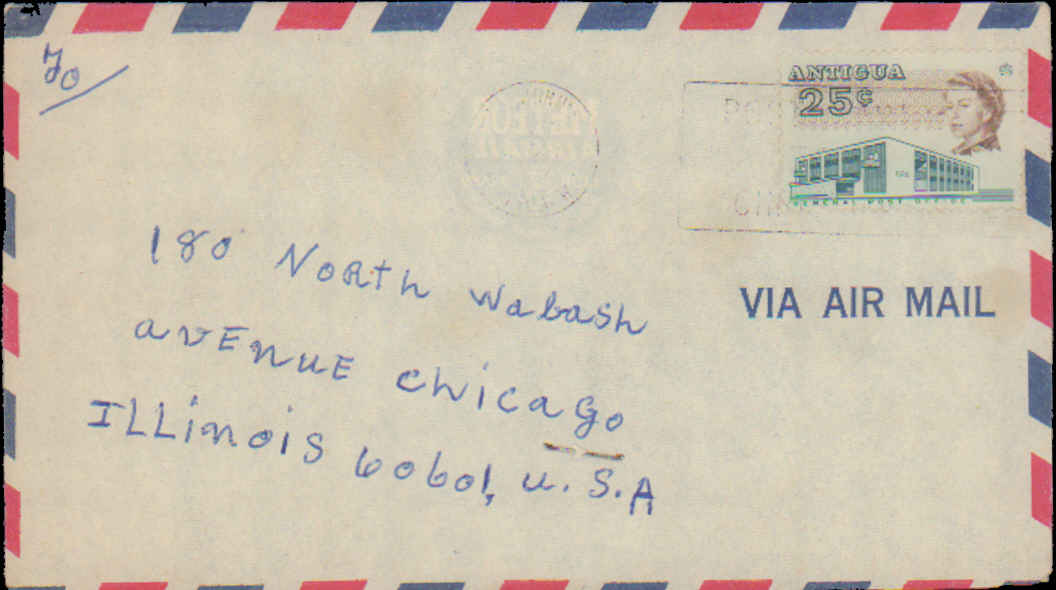 To
ANTIGUA
25¢
GENERAL POST OFFICE
VIA AIR MAIL
180 North Wabash
avEnuE chicago
ILLinois 60601, u.S.A